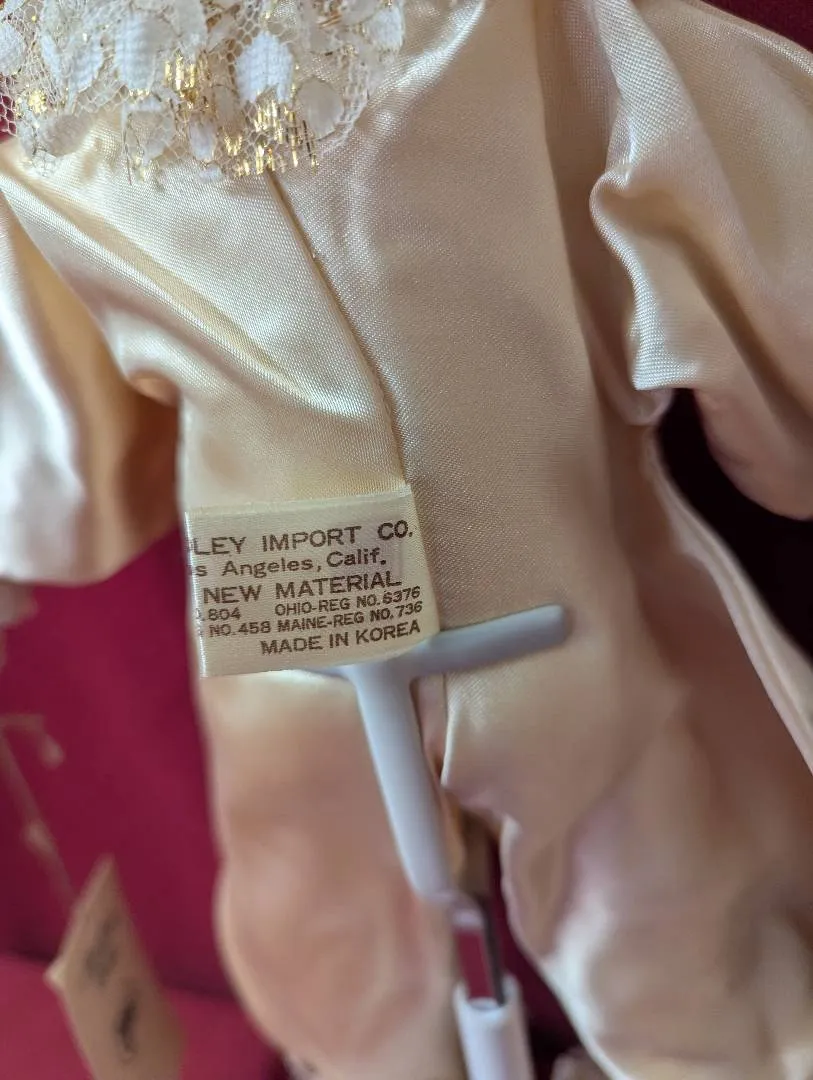 LEY IMPORT CO.
s Angeles, Calif.
NEW MATERIAL
.804 OHIO-REG NO.6376
NO.458 MAINE-REG NO.736
MADE IN KOREA